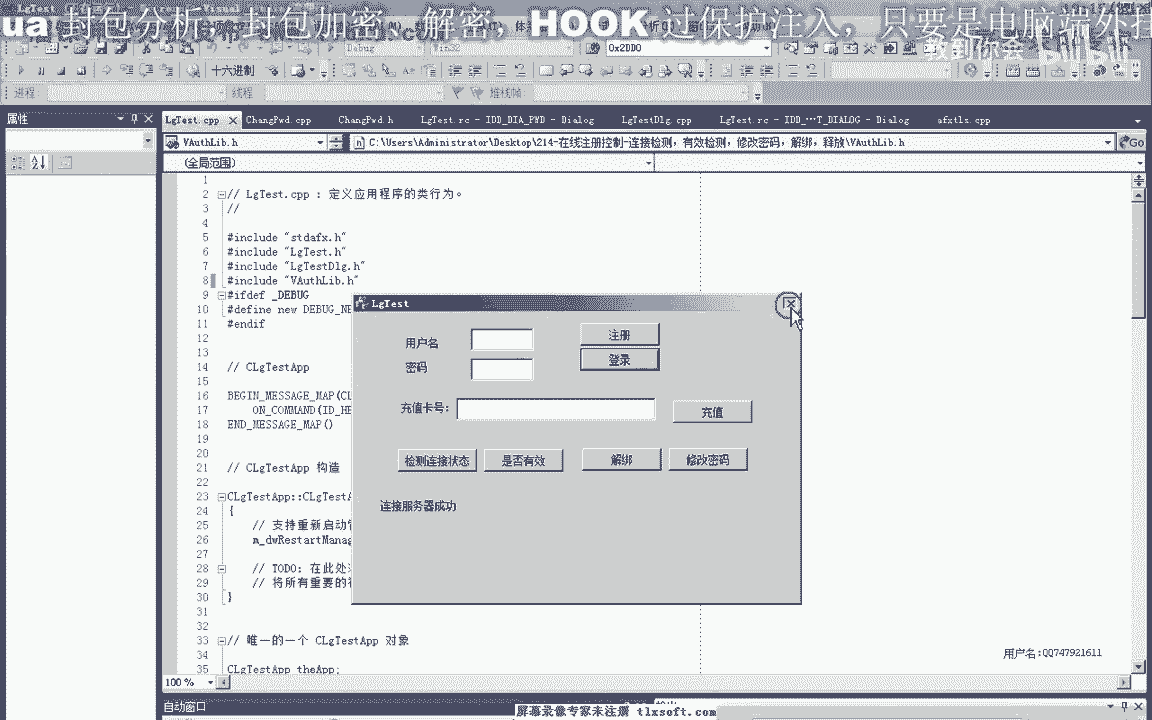 ua 封包分析，封包加密，解密，HOOK 过保护注入，只要是电脑端外挂
教到你会
bilibili
Debug
Win32
0x2DDO
十六进制
进程:
线程:
堆栈帧:
属性
LgTest.cpp
ChangPwd.cpp
ChangPwd.h
LgTest.rc - IDD_DIA_PWD - Dialog
LgTestDlg.cpp
LgTest.rc - IDD_···T_DIALOG - Dialog
afxtls.cpp
VAuthLib.h
C:\Users\Administrator\Desktop\214-在线注册控制-连接检测，有效检测，修改密码，解绑，释放\VAuthLib.h
Go
(全局范围)
1
2 // LgTest.cpp : 定义应用程序的类行为。
3 //
4
5 #include "stdafx.h"
6 #include "LgTest.h"
7 #include "LgTestDlg.h"
8 #include "VAuthLib.h"
9 #ifdef _DEBUG
10 #define new DEBUG_NE
11 #endif
12
13
14 // CLgTestApp
15
16 BEGIN_MESSAGE_MAP(CL
17 ON_COMMAND(ID_HE
18 END_MESSAGE_MAP()
19
20
21 // CLgTestApp 构造
22
23 CLgTestApp::CLgTestA
24 {
25 // 支持重新启动管
26 m_dwRestartManag
27
28 // TODO: 在此处添
29 // 将所有重要的初
30 }
31
32
33 // 唯一的一个 CLgTestApp 对象
34
35 CLgTestApp theApp;
LgTest
用户名
注册
密码
登录
充值卡号:
充值
检测连接状态
是否有效
解绑
修改密码
连接服务器成功
用户名:QQ747921611
100 %
自动窗口
屏幕录像专家未注册 tlxsoft.com